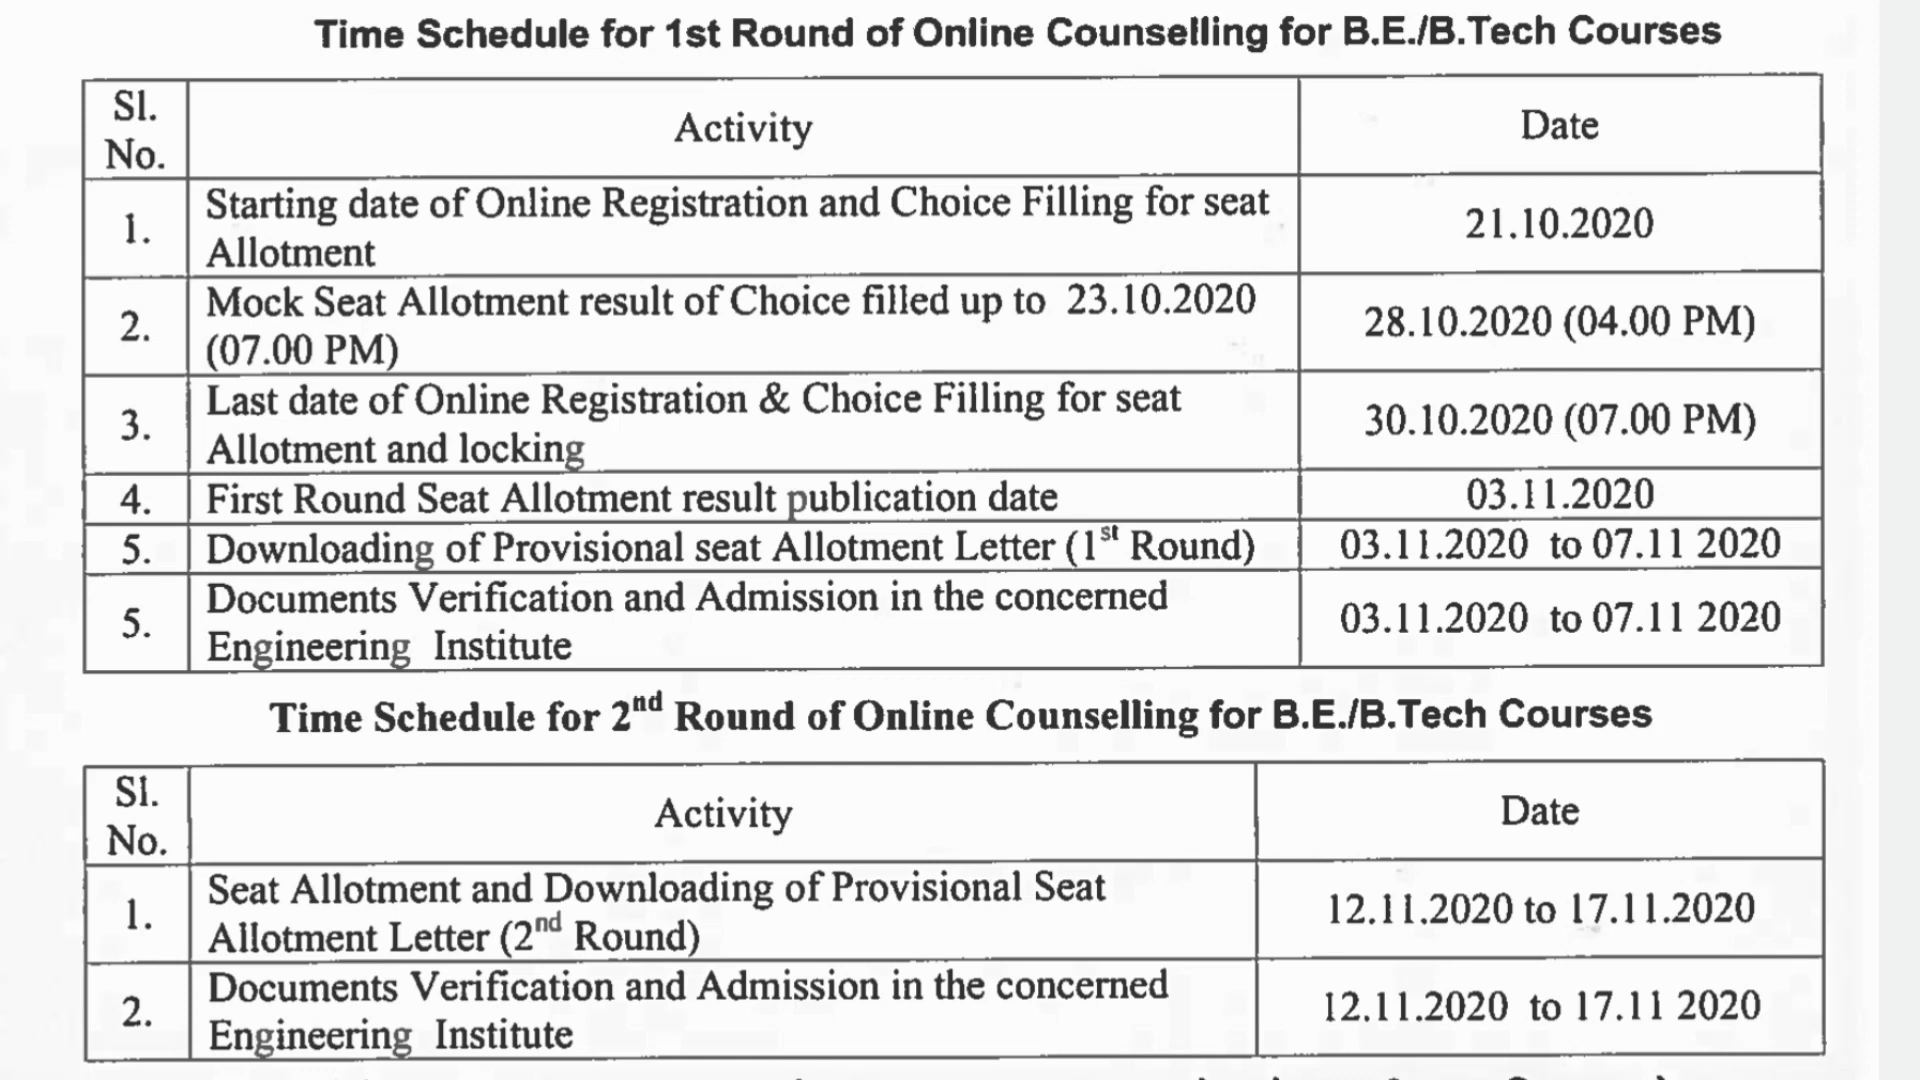 Time Schedule for 1st Round of Online Counselling for B.E./B.Tech Courses
Sl.
No.
Activity
Date
1.
Starting date of Online Registration and Choice Filling for seat
Allotment
21.10.2020
2.
Mock Seat Allotment result of Choice filled up to 23.10.2020
(07.00 PM)
28.10.2020 (04.00 PM)
3.
Last date of Online Registration & Choice Filling for seat
Allotment and locking
30.10.2020 (07.00 PM)
4.
First Round Seat Allotment result publication date
03.11.2020
5.
Downloading of Provisional seat Allotment Letter (1st Round)
03.11.2020 to 07.11 2020
5.
Documents Verification and Admission in the concerned
Engineering Institute
03.11.2020 to 07.11 2020
Time Schedule for 2nd Round of Online Counselling for B.E./B.Tech Courses
Sl.
No.
Activity
Date
1.
Seat Allotment and Downloading of Provisional Seat
Allotment Letter (2nd Round)
12.11.2020 to 17.11.2020
2.
Documents Verification and Admission in the concerned
Engineering Institute
12.11.2020 to 17.11 2020